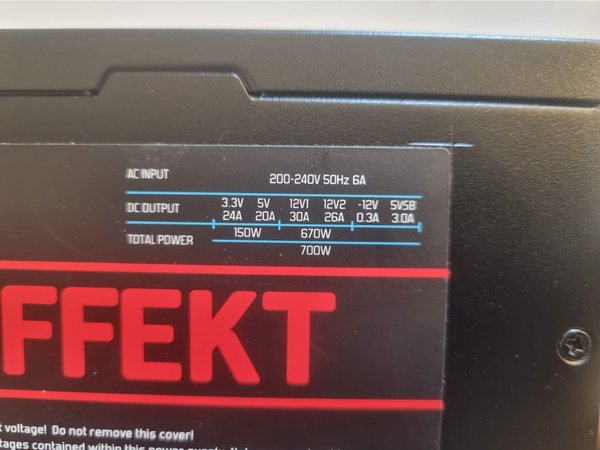 AC INPUT 200-240V 50Hz 6A
DC OUTPUT 3.3V 5V 12V1 12V2 -12V 5VSB
24A 20A 30A 26A 0.3A 3.0A
TOTAL POWER 150W 670W
700W
FFEKT
voltage! Do not remove this cover!
contained within this power